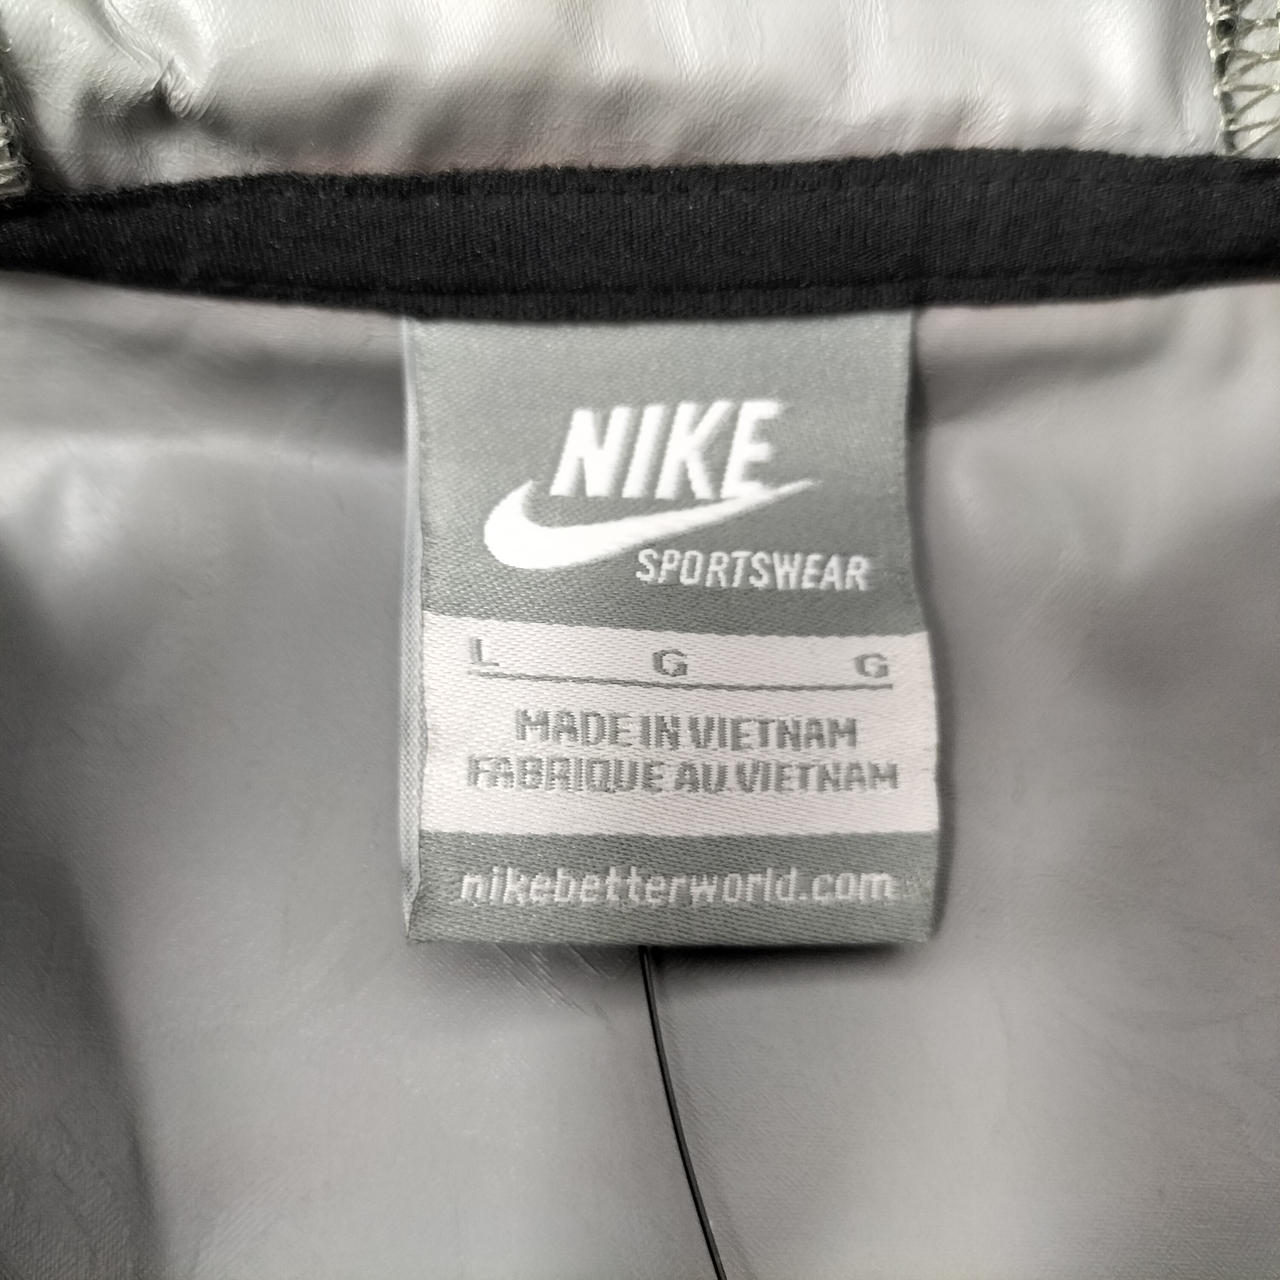 NIKE
SPORTSWEAR
L G G
MADE IN VIETNAM
FABRIQUE AU VIETNAM
nikebetterworld.com